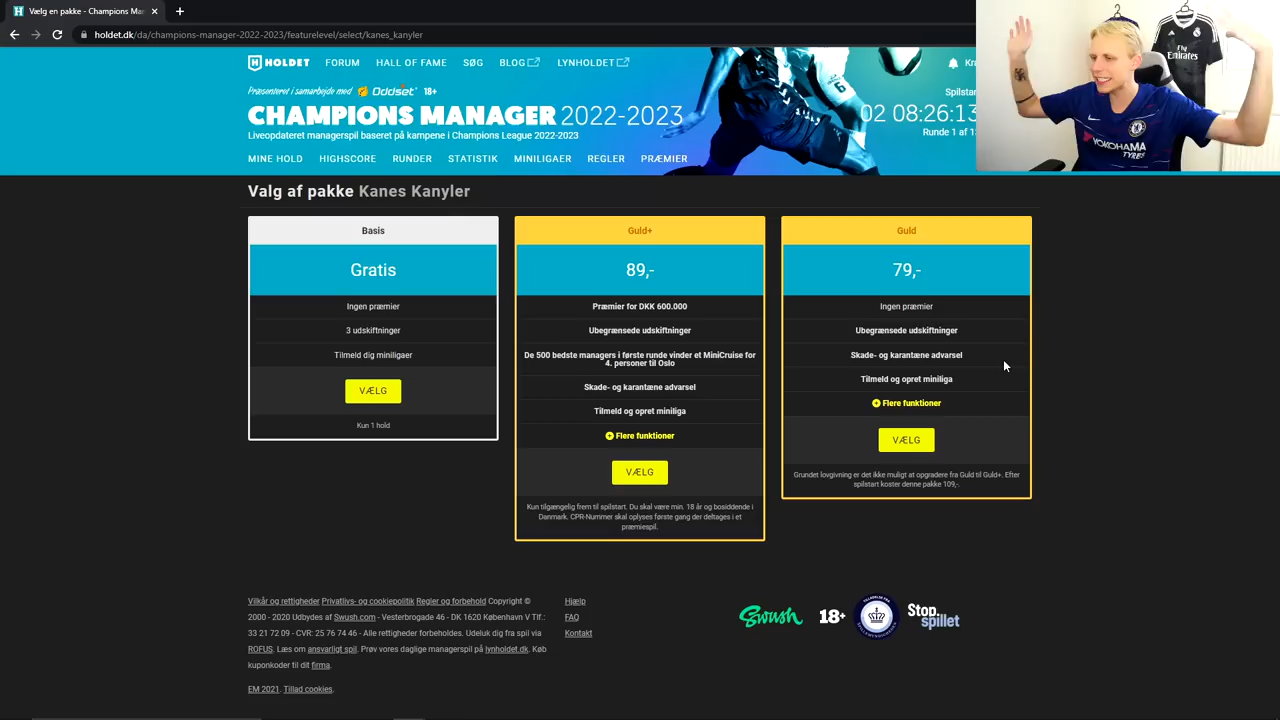 Vælg en pakke - Champions Ma
holdet.dk/da/champions-manager-2022-2023/featurelevel/select/kanes_kanyler
HOLDET FORUM HALL OF FAME SØG BLOG LYNHOLDET
Præsenteret i samarbejde med Oddset 18+
Spilstar
CHAMPIONS MANAGER 2022-2023
02 08:26:13
Liveopdateret managerspil baseret på kampene i Champions League 2022-2023
Runde 1 af 1
MINE HOLD HIGHSCORE RUNDER STATISTIK MINILIGAER REGLER PRÆMIER
Fly Emirates
YOKOHAMA
TYRES
Valg af pakke Kanes Kanyler
Basis
Gratis
Ingen præmier
3 udskiftninger
Tilmeld dig miniligaer
VÆLG
Kun 1 hold
Guld+
89,-
Præmier for DKK 600.000
Ubegrænsede udskiftninger
De 500 bedste managers i første runde vinder et MiniCruise for
4. personer til Oslo
Skade- og karantæne advarsel
Tilmeld og opret miniliga
Flere funktioner
VÆLG
Kun tilgængelig frem til spilstart. Du skal være min. 18 år og bosiddende i
Danmark. CPR-Nummer skal oplyses første gang der deltages i et
præmiespil.
Guld
79,-
Ingen præmier
Ubegrænsede udskiftninger
Skade- og karantæne advarsel
Tilmeld og opret miniliga
Flere funktioner
VÆLG
Grundet lovgivning er det ikke muligt at opgradere fra Guld til Guld+. Efter
spilstart koster denne pakke 109,-.
Vilkår og rettigheder Privatlivs- og cookiepolitik Regler og forbehold Copyright ©
2000 - 2020 Udbydes af Swush.com - Vesterbrogade 46 - DK 1620 København V Tlf.:
33 21 72 09 - CVR: 25 76 74 46 - Alle rettigheder forbeholdes. Udeluk dig fra spil via
ROFUS. Læs om ansvarligt spil. Prøv vores daglige managerspil på lynholdet.dk. Køb
kuponkoder til dit firma.
EM 2021. Tillad cookies.
Hjælp
FAQ
Kontakt
Swush 18+ Stop
spillet